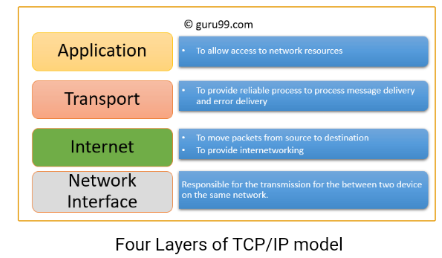 © guru99.com
Application
• To allow access to network resources
Transport
• To provide reliable process to process message delivery
and error delivery
Internet
• To move packets from source to destination
• To provide internetworking
Network
Interface
Responsible for the transmission for the between two device
on the same network.
Four Layers of TCP/IP model